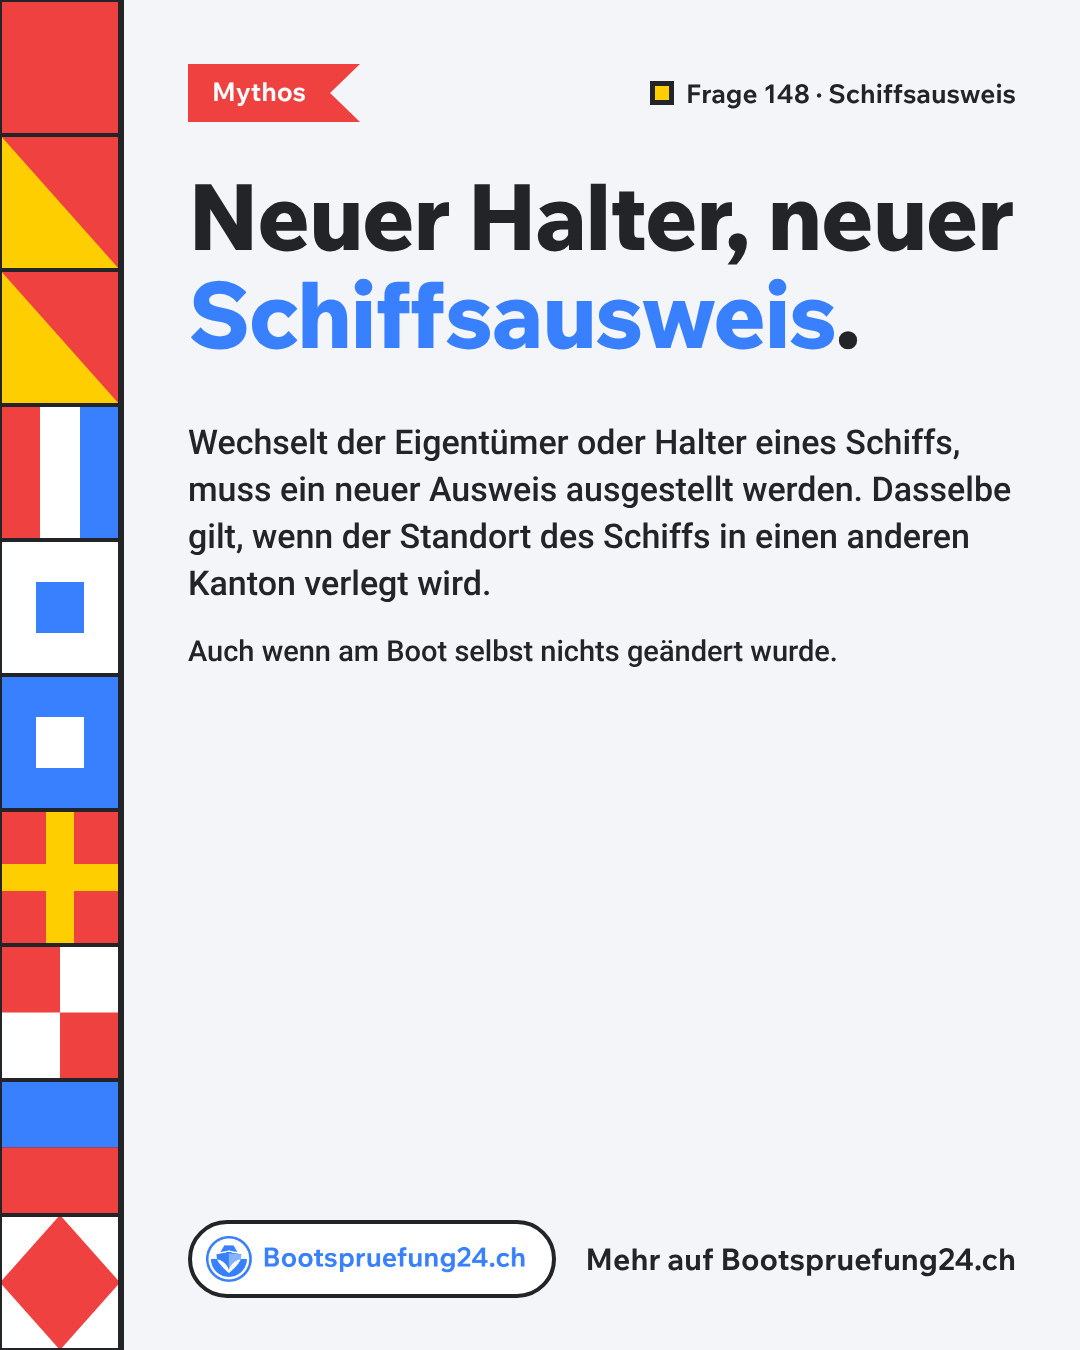 Mythos
Frage 148 · Schiffsausweis
Neuer Halter, neuer
Schiffsausweis.
Wechselt der Eigentümer oder Halter eines Schiffs,
muss ein neuer Ausweis ausgestellt werden. Dasselbe
gilt, wenn der Standort des Schiffs in einen anderen
Kanton verlegt wird.
Auch wenn am Boot selbst nichts geändert wurde.
Bootspruefung24.ch
Mehr auf Bootspruefung24.ch